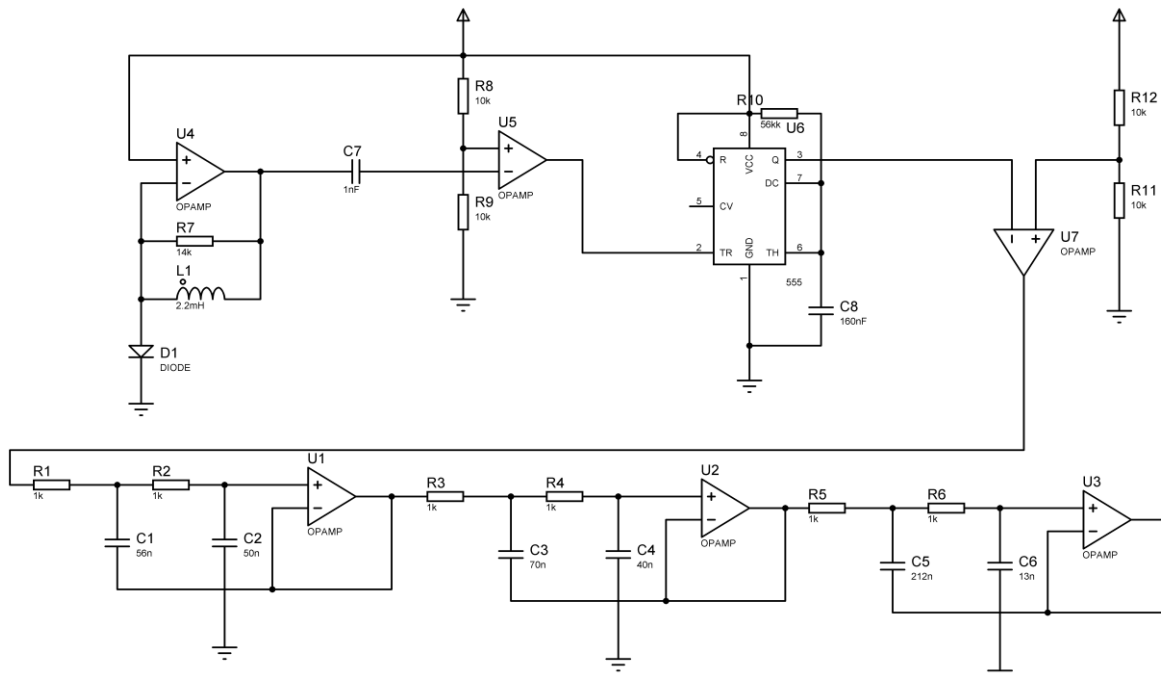 R8
10k
R10
56kk
U6
R12
10k
U4
U5
C7
1nF
8
4
R
VCC
Q
3
DC
7
OPAMP
OPAMP
R9
10k
5
CV
R11
10k
R7
14k
U7
OPAMP
L1
2.2mH
2
TR
GND
TH
6
1
555
C8
160nF
D1
DIODE
R1
1k
R2
1k
U1
R3
1k
R4
1k
U2
R5
1k
R6
1k
U3
C1
56n
C2
50n
OPAMP
C3
70n
C4
40n
OPAMP
C5
212n
C6
13n
OPAMP